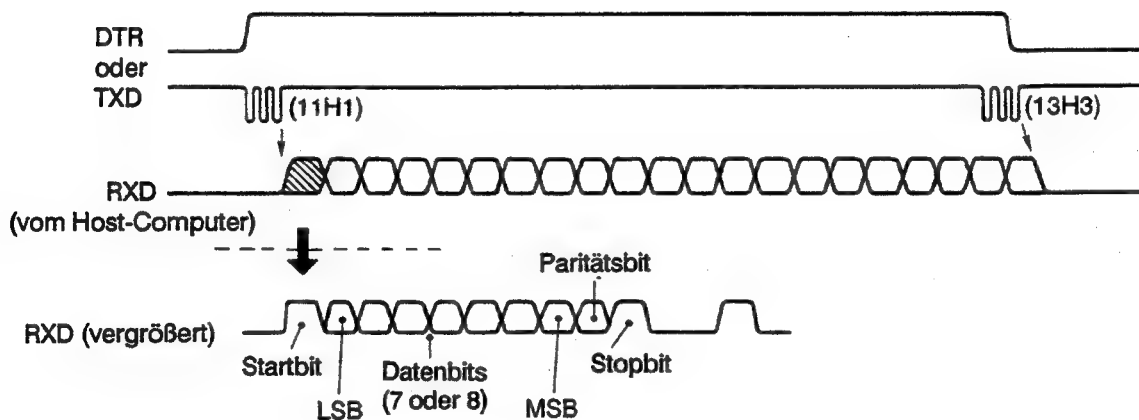 DTR
oder
TXD
(11H1)
(13H3)
RXD
(vom Host-Computer)
Paritätsbit
RXD (vergrößert)
Startbit
Datenbits
(7 oder 8)
Stopbit
LSB
MSB